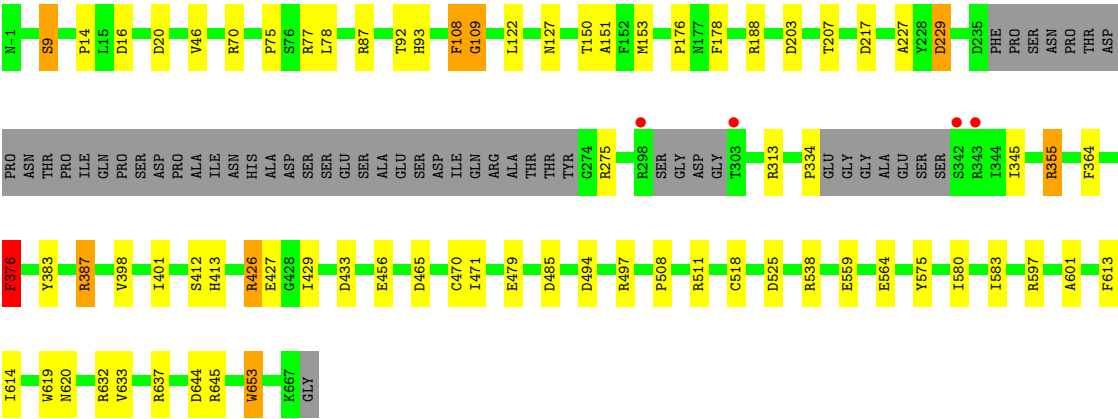 N-1 S9 P14 L15 D16 D20 V46 R70 P75 S76 R77 L78 R87 T92 H93 F108 G109 L122 N127 T150 A151 F152 M153 P176 N177 F178 R188 D203 T207 D217 A227 Y228 D229 D235 PHE PRO SER ASN PRO THR ASP
PRO ASN THR PRO ILE GLN PRO SER ASP PRO ALA ILE ASN HIS ALA ASP SER SER GLU SER ALA GLU SER ASP ILE GLN ARG ALA THR THR TYR G274 R275 R298 SER GLY ASP GLY T303 R313 P334 GLU GLY GLY ALA GLU SER SER S342 R343 I344 I345 R355 F364
F376 Y383 R387 V398 I401 S412 H413 R426 E427 G428 I429 D433 E456 D465 C470 I471 E479 D485 D494 R497 P508 R511 C518 D525 R538 E559 E564 Y575 I580 I583 R597 A601 F613
I614 W619 N620 R632 V633 R637 D644 R645 W653 K667 GLY